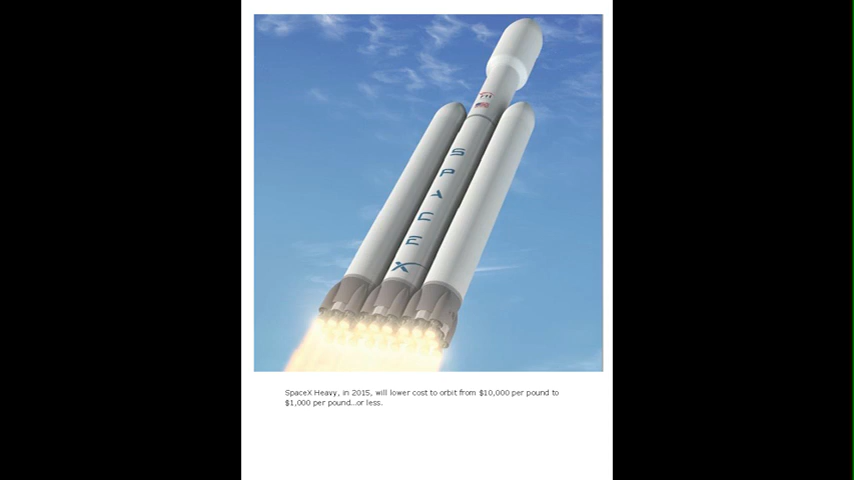 SPACEX
SpaceX Heavy, in 2015, will lower cost to orbit from $10,000 per pound to
$1,000 per pound...or less.